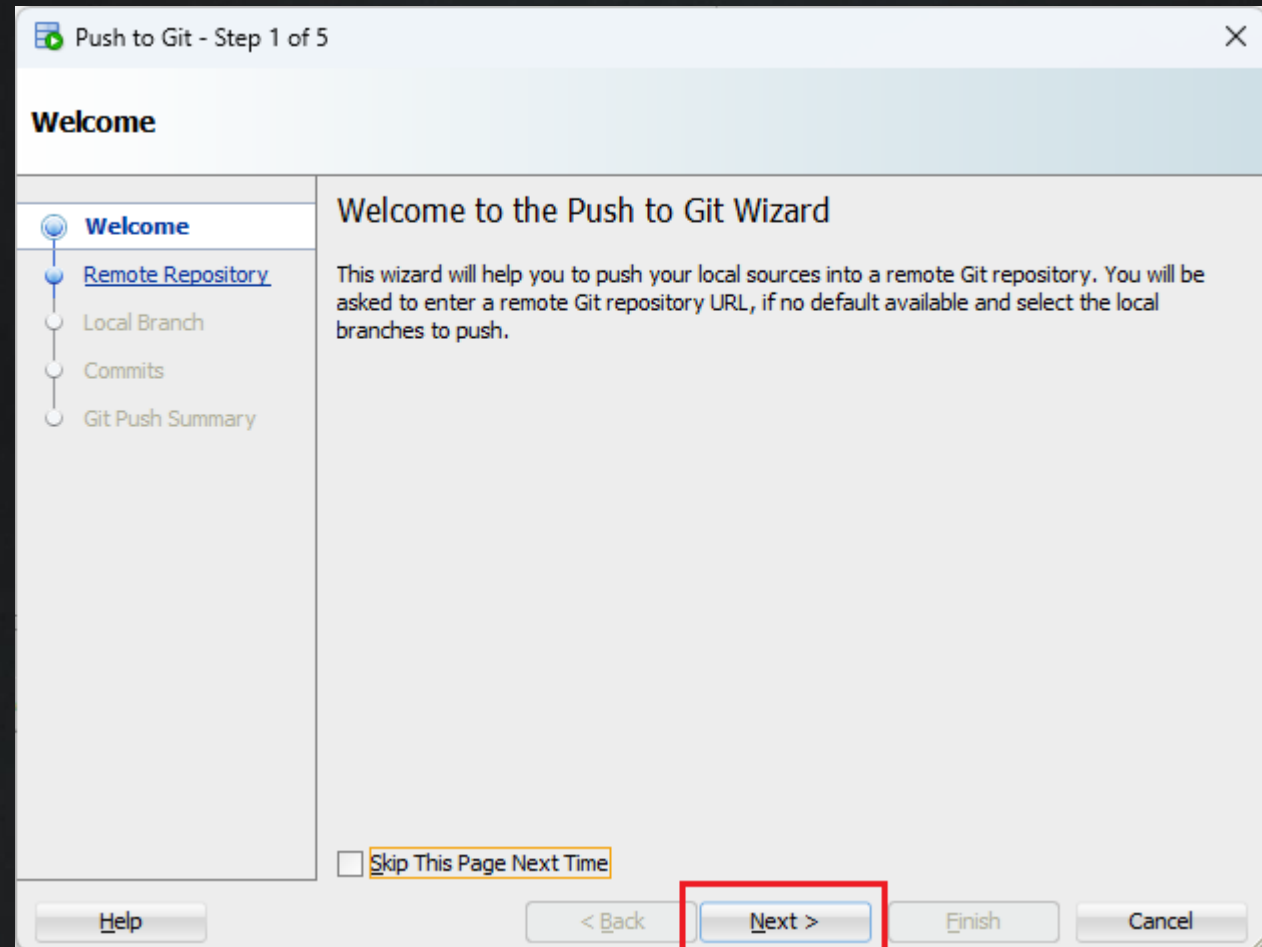 Push to Git - Step 1 of 5
Welcome
Welcome
Remote Repository
Local Branch
Commits
Git Push Summary
Welcome to the Push to Git Wizard
This wizard will help you to push your local sources into a remote Git repository. You will be
asked to enter a remote Git repository URL, if no default available and select the local
branches to push.
Skip This Page Next Time
Help
< Back
Next >
Finish
Cancel